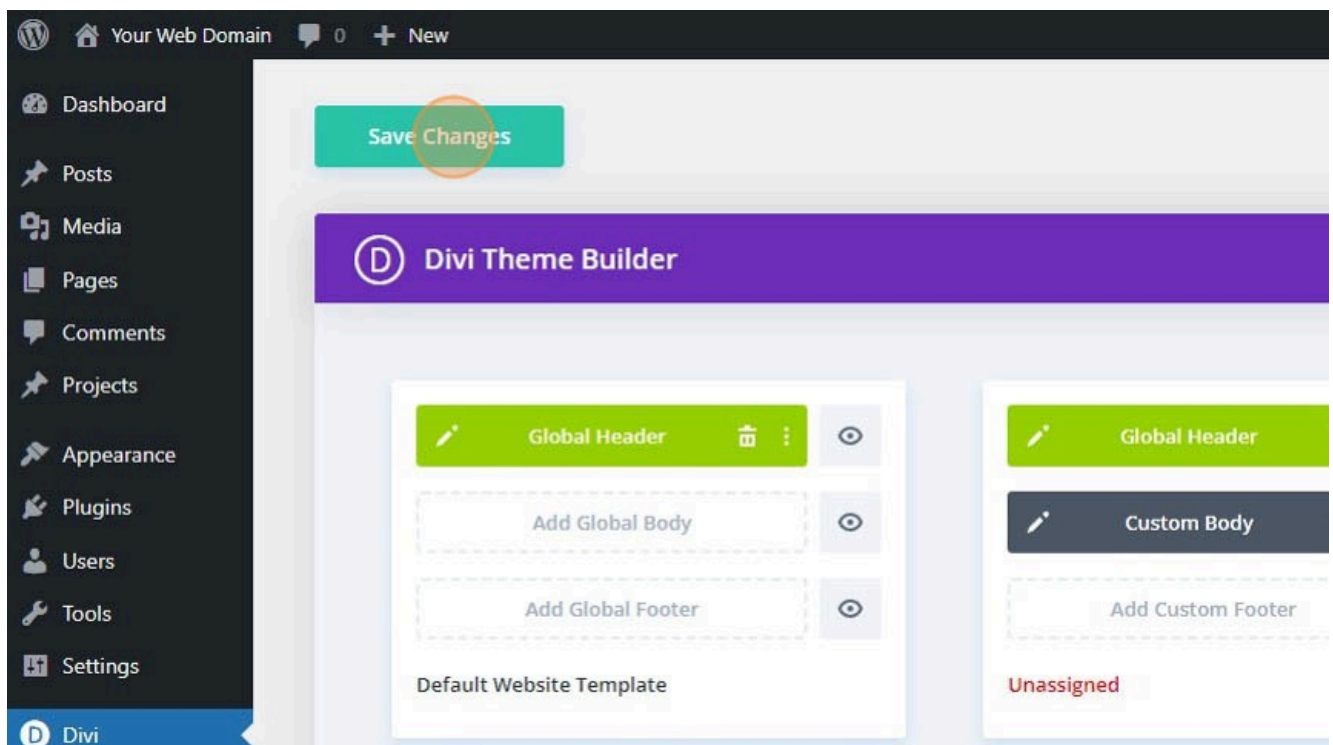 Your Web Domain 0 New
Dashboard
Posts
Media
Pages
Comments
Projects
Appearance
Plugins
Users
Tools
Settings
D Divi
Save Changes
D Divi Theme Builder
Global Header
Add Global Body
Add Global Footer
Default Website Template
Global Header
Custom Body
Add Custom Footer
Unassigned